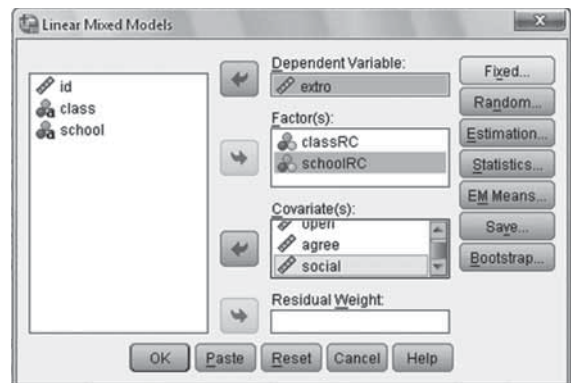 Linear Mixed Models
x
id
class
school
Dependent Variable:
extro
Factor(s):
classRC
schoolRC
Covariate(s):
open
agree
social
Residual Weight:
Fixed...
Random...
Estimation...
Statistics...
EM Means...
Save...
Bootstrap...
OK
Paste
Reset
Cancel
Help